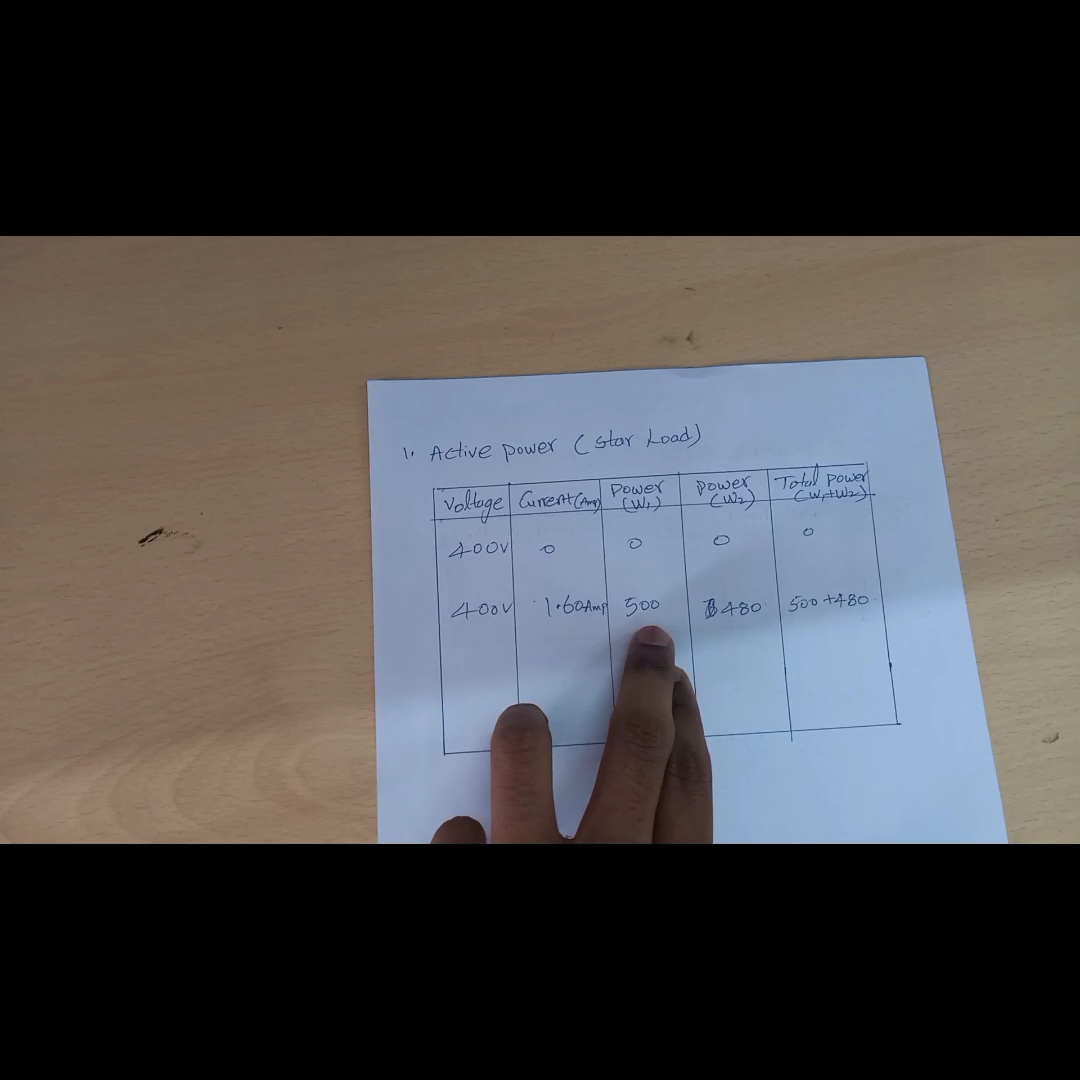 1. Active power (Star Load)
Voltage Current(Amp) Power (W1) Power (W2) Total power (W1+W2)
400V 0 0 0 0
400V 1.60Amp 500 480 500+480